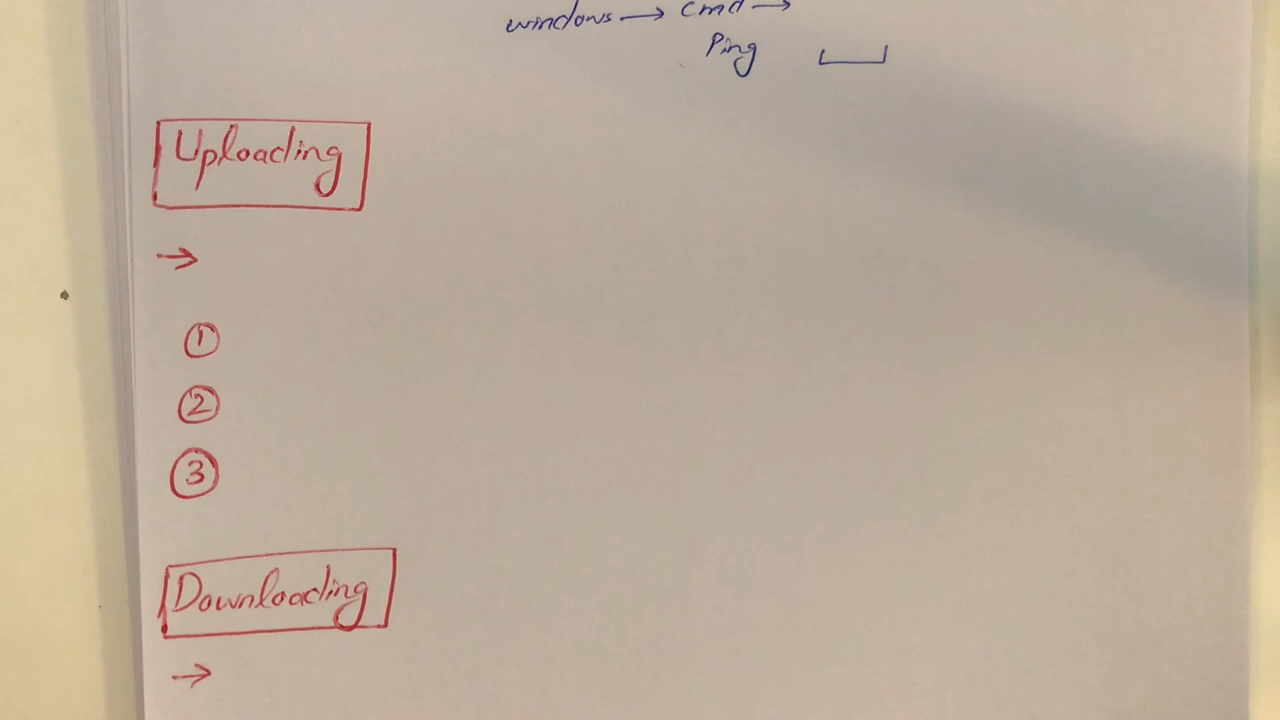 windows → cmd →
Ping
Uploading
→
①
②
③
Downloading
→